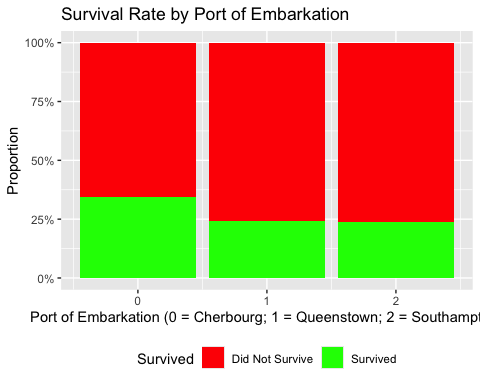 Survival Rate by Port of Embarkation
100%
75%
50%
25%
0%
Proportion
0 1 2
Port of Embarkation (0 = Cherbourg; 1 = Queenstown; 2 = Southampt
Survived Did Not Survive Survived